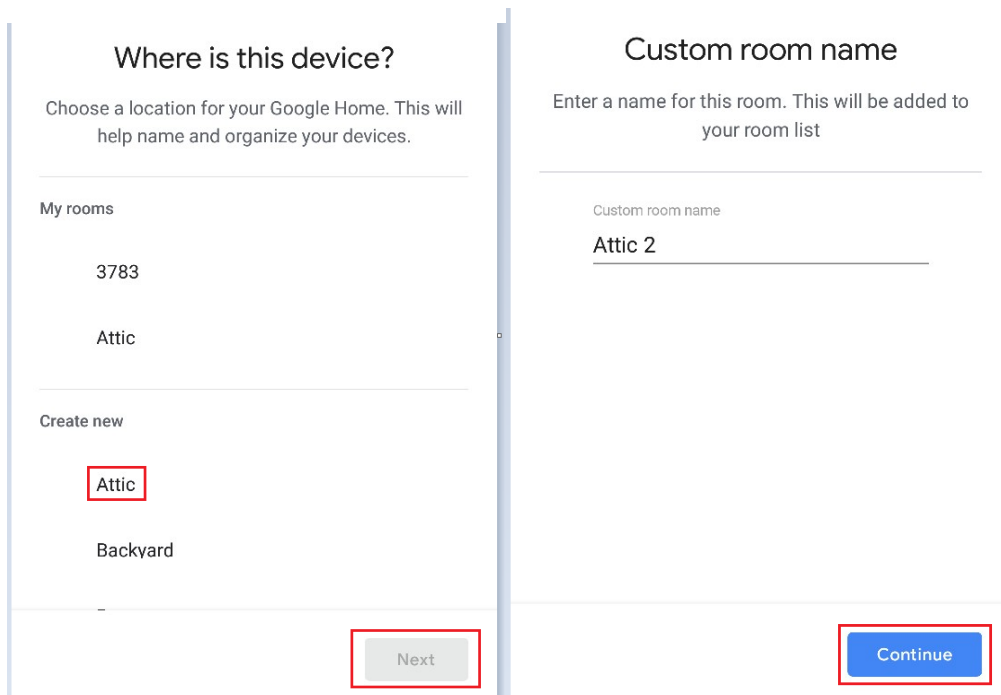 Where is this device?
Choose a location for your Google Home. This will
help name and organize your devices.
My rooms
3783
Attic
Create new
Attic
Backyard
Next
Custom room name
Enter a name for this room. This will be added to
your room list
Custom room name
Attic 2
Continue